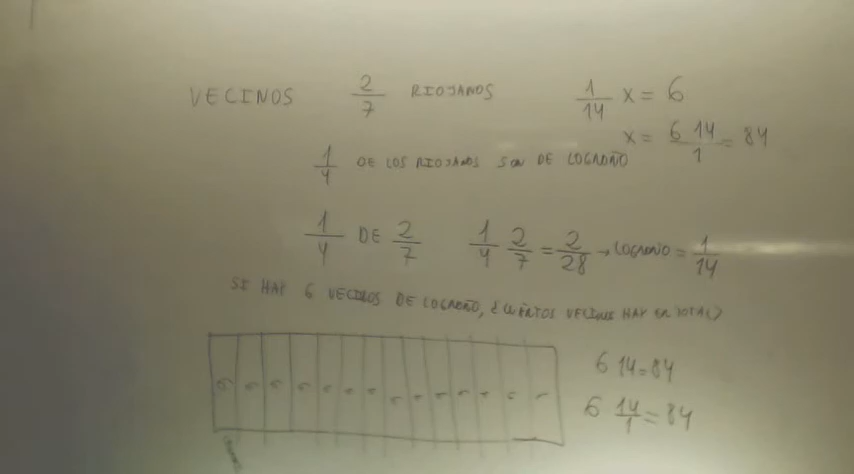 VECINOS 2/7 RIOJANOS 1/14 x = 6
x = 6 14/1 = 84
1/4 DE LOS RIOJANOS SON DE LOGROÑO
1/4 DE 2/7 1/4 2/7 = 2/28 → LOGROÑO = 1/14
SI HAY 6 VECINOS DE LOGROÑO, ¿CUÁNTOS VECINOS HAY EN TOTAL?
6 14 = 84
6 14/1 = 84
6